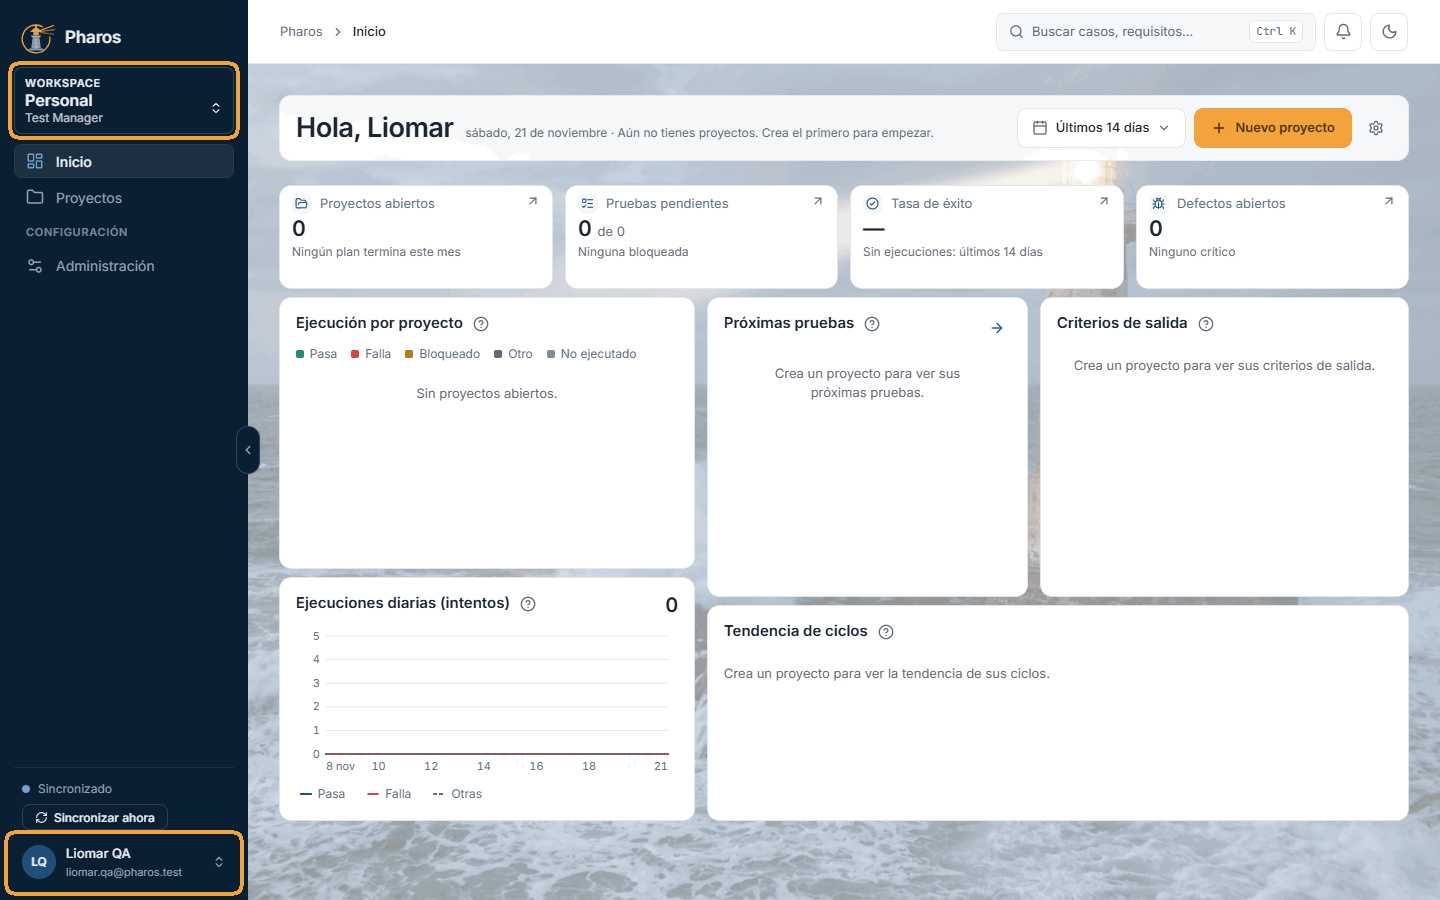 Pharos
WORKSPACE
Personal
Test Manager
Inicio
Proyectos
CONFIGURACIÓN
Administración
Sincronizado
Sincronizar ahora
LQ
Liomar QA
liomar.qa@pharos.test
Pharos > Inicio
Buscar casos, requisitos...
Ctrl K
Hola, Liomar
sábado, 21 de noviembre · Aún no tienes proyectos. Crea el primero para empezar.
Últimos 14 días
Nuevo proyecto
Proyectos abiertos
0
Ningún plan termina este mes
Pruebas pendientes
0 de 0
Ninguna bloqueada
Tasa de éxito
—
Sin ejecuciones: últimos 14 días
Defectos abiertos
0
Ninguno crítico
Ejecución por proyecto
Pasa Falla Bloqueado Otro No ejecutado
Sin proyectos abiertos.
Próximas pruebas
Crea un proyecto para ver sus
próximas pruebas.
Criterios de salida
Crea un proyecto para ver sus criterios de salida.
Ejecuciones diarias (intentos)
0
5
4
3
2
1
0
8 nov 10 12 14 16 18 21
Pasa Falla Otras
Tendencia de ciclos
Crea un proyecto para ver la tendencia de sus ciclos.